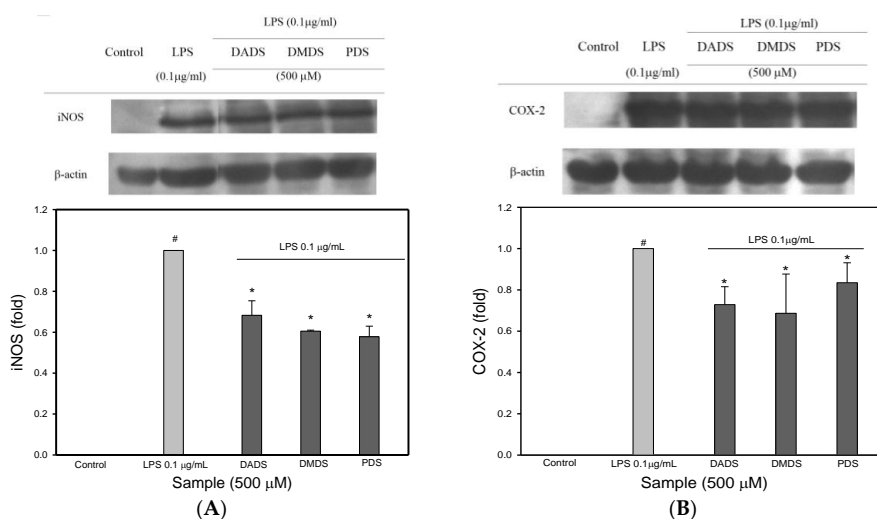 LPS (0.1µg/ml)
Control LPS DADS DMDS PDS
(0.1µg/ml) (500 µM)
iNOS
β-actin
1.2
#
LPS 0.1 µg/mL
1.0
*
0.8
*
*
0.6
0.4
0.2
0.0
iNOS (fold)
Control LPS 0.1 µg/mL DADS DMDS PDS
Sample (500 µM)
(A)
LPS (0.1µg/ml)
Control LPS DADS DMDS PDS
(0.1µg/ml) (500 µM)
COX-2
β-actin
1.2
#
LPS 0.1µg/mL
1.0
*
*
*
0.8
0.6
0.4
0.2
0.0
COX-2 (fold)
Control LPS 0.1µg/mL DADS DMDS PDS
Sample (500 µM)
(B)